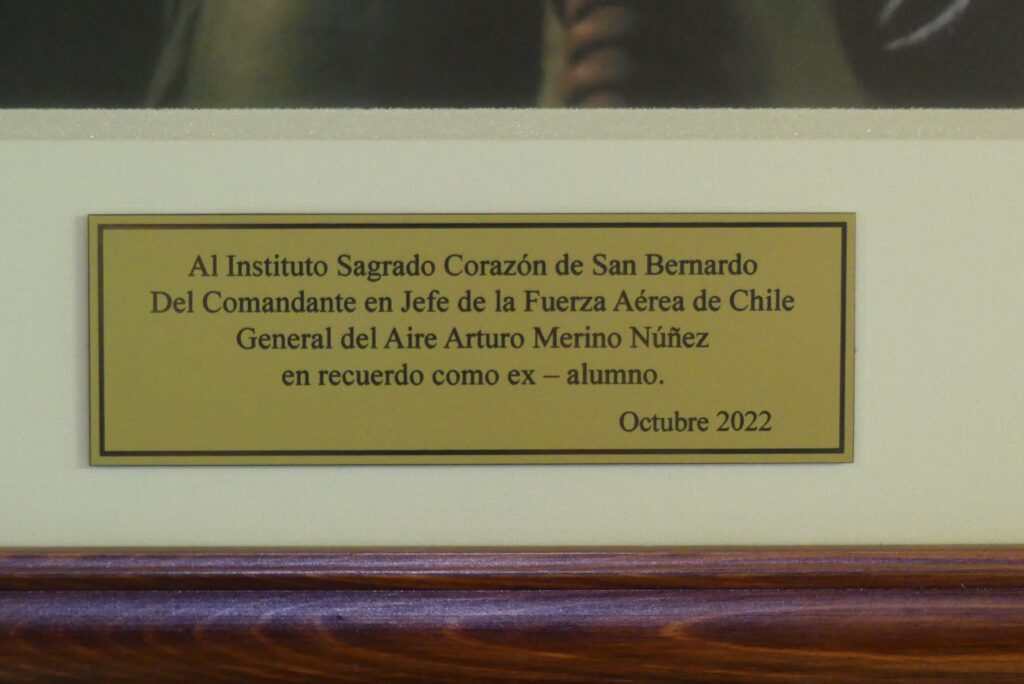 Al Instituto Sagrado Corazón de San Bernardo
Del Comandante en Jefe de la Fuerza Aérea de Chile
General del Aire Arturo Merino Núñez
en recuerdo como ex – alumno.
Octubre 2022